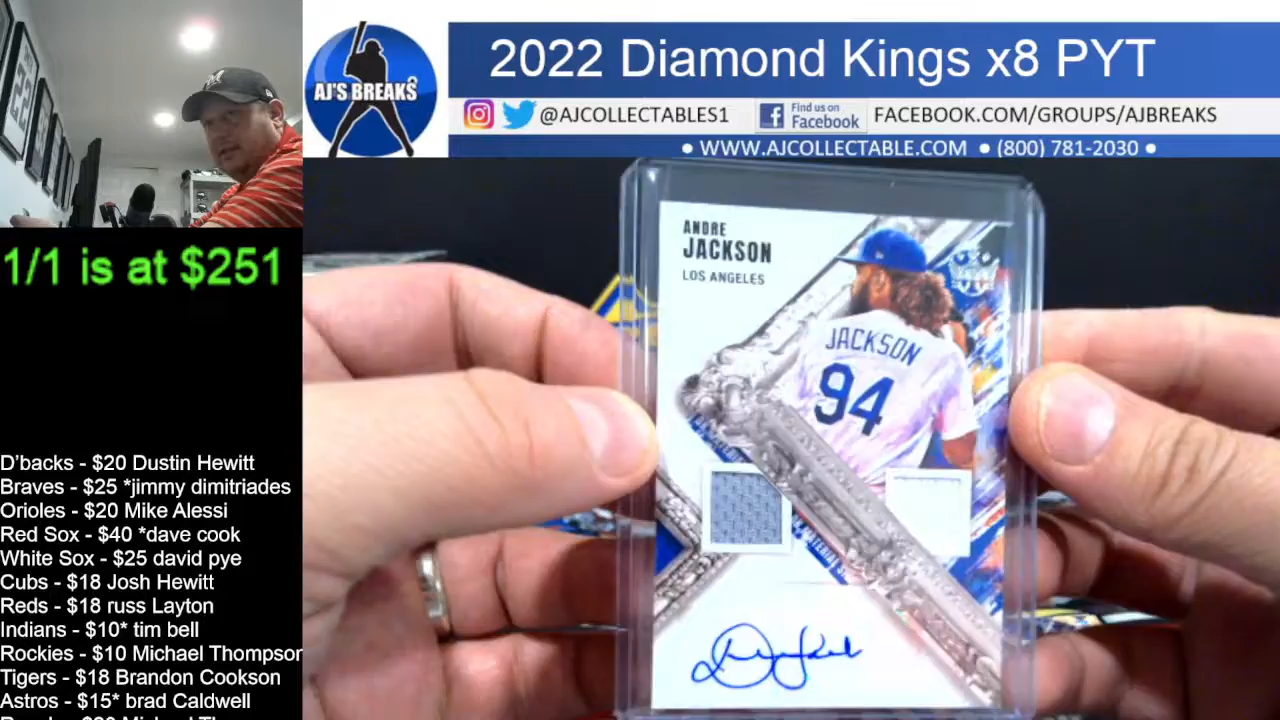 AJ'S BREAKS
2022 Diamond Kings x8 PYT
@AJCOLLECTABLES1
Find us on
Facebook
FACEBOOK.COM/GROUPS/AJBREAKS
• WWW.AJCOLLECTABLE.COM • (800) 781-2030 •
1/1 is at $251
ANDRE
JACKSON
LOS ANGELES
JACKSON
94
D'backs - $20 Dustin Hewitt
Braves - $25 *jimmy dimitriades
Orioles - $20 Mike Alessi
Red Sox - $40 *dave cook
White Sox - $25 david pye
Cubs - $18 Josh Hewitt
Reds - $18 russ Layton
Indians - $10* tim bell
Rockies - $10 Michael Thompson
Tigers - $18 Brandon Cookson
Astros - $15* brad Caldwell